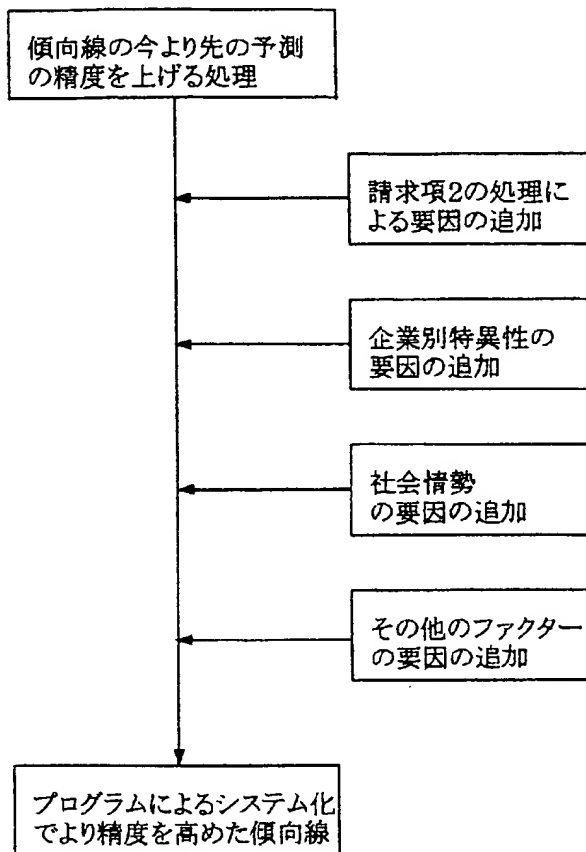 傾向線の今より先の予測
の精度を上げる処理
請求項2の処理に
よる要因の追加
企業別特異性の
要因の追加
社会情勢
の要因の追加
その他のファクター
の要因の追加
プログラムによるシステム化
でより精度を高めた傾向線